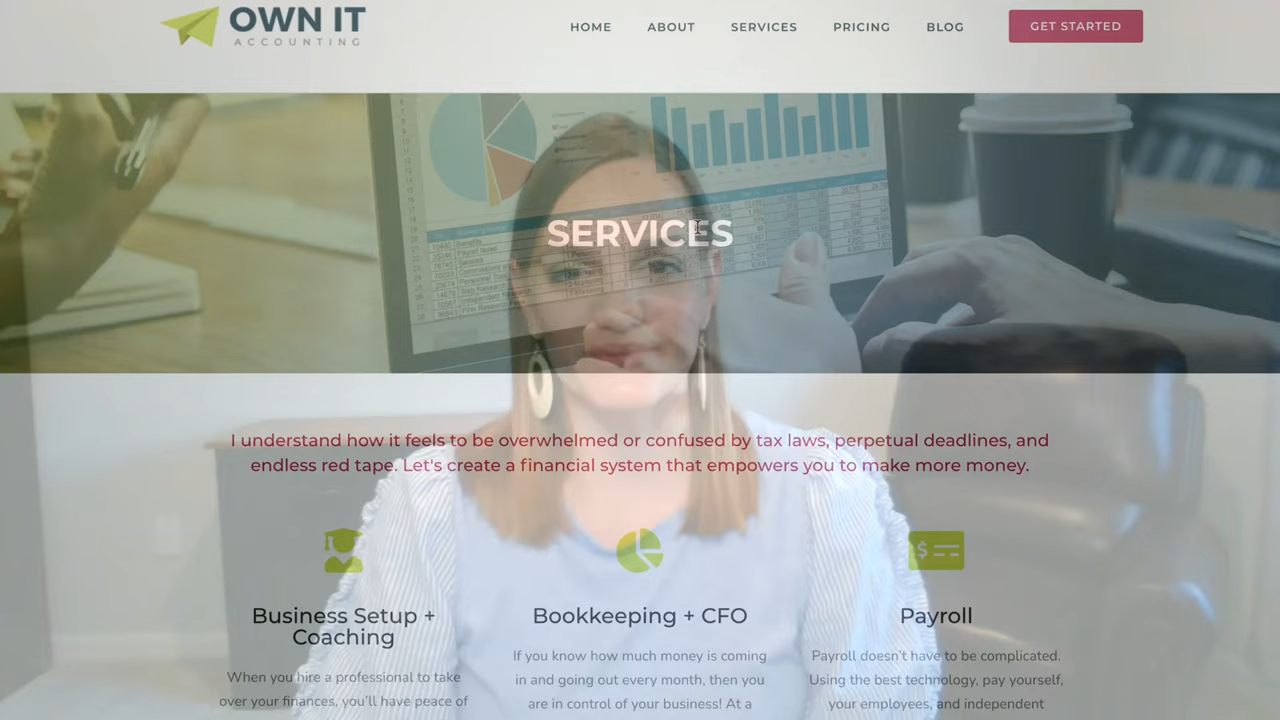 OWN IT
ACCOUNTING
HOME ABOUT SERVICES PRICING BLOG GET STARTED
SERVICES
I understand how it feels to be overwhelmed or confused by tax laws, perpetual deadlines, and
endless red tape. Let's create a financial system that empowers you to make more money.
Business Setup +
Coaching
When you hire a professional to take
over your finances, you'll have peace of
Bookkeeping + CFO
If you know how much money is coming
in and going out every month, then you
are in control of your business! At a
Payroll
Payroll doesn't have to be complicated.
Using the best technology, pay yourself,
your employees, and independent